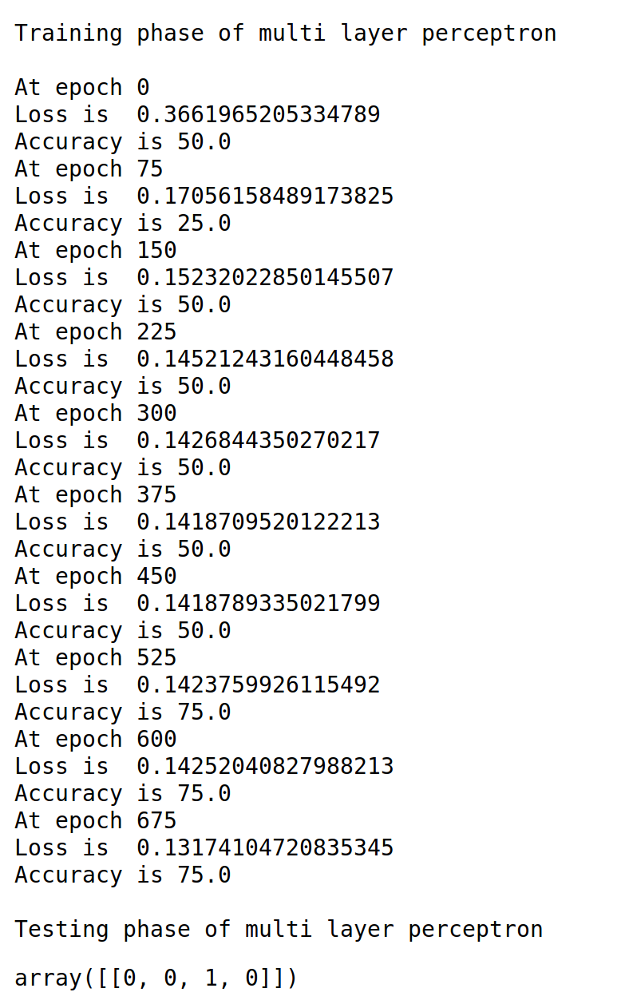 Training phase of multi layer perceptron
At epoch 0
Loss is  0.3661965205334789
Accuracy is 50.0
At epoch 75
Loss is  0.17056158489173825
Accuracy is 25.0
At epoch 150
Loss is  0.15232022850145507
Accuracy is 50.0
At epoch 225
Loss is  0.14521243160448458
Accuracy is 50.0
At epoch 300
Loss is  0.1426844350270217
Accuracy is 50.0
At epoch 375
Loss is  0.1418709520122213
Accuracy is 50.0
At epoch 450
Loss is  0.1418789335021799
Accuracy is 50.0
At epoch 525
Loss is  0.1423759926115492
Accuracy is 75.0
At epoch 600
Loss is  0.14252040827988213
Accuracy is 75.0
At epoch 675
Loss is  0.13174104720835345
Accuracy is 75.0
Testing phase of multi layer perceptron
array([[0, 0, 1, 0]])